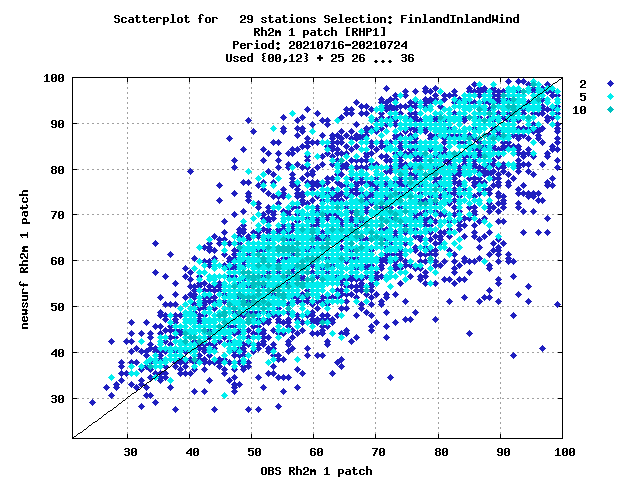 Scatterplot for   29 stations Selection: FinlandInlandWind
Rh2m 1 patch [RHP1]
Period: 20210716-20210724
Used {00,12} + 25 26 ... 36
100
90
80
70
60
50
40
30
newsurf Rh2m 1 patch
30 40 50 60 70 80 90 100
OBS Rh2m 1 patch
2
5
10